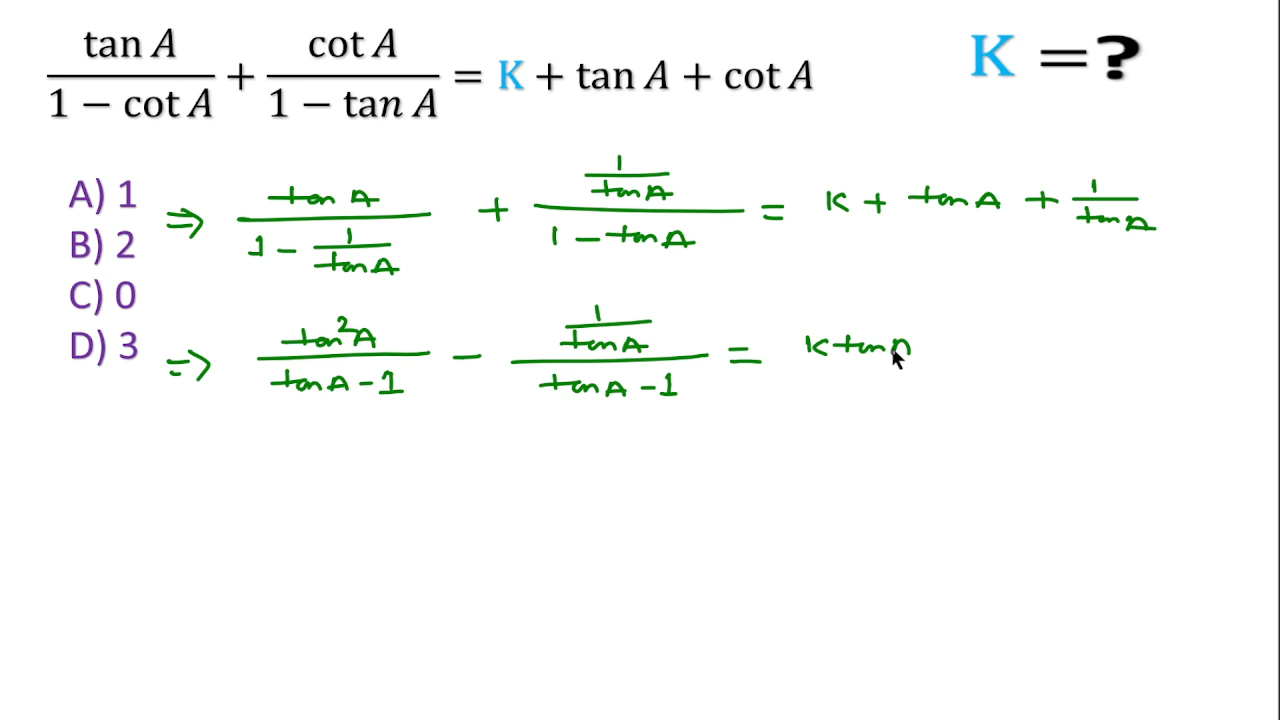 tan A / (1 − cot A) + cot A / (1 − tan A) = K + tan A + cot A
K = ?
A) 1
B) 2
C) 0
D) 3
⇒ tan A / (1 - 1/tan A) + (1/tan A) / (1 - tan A) = K + tan A + 1/tan A
⇒ tan²A / (tan A - 1) - (1/tan A) / (tan A - 1) = K tan